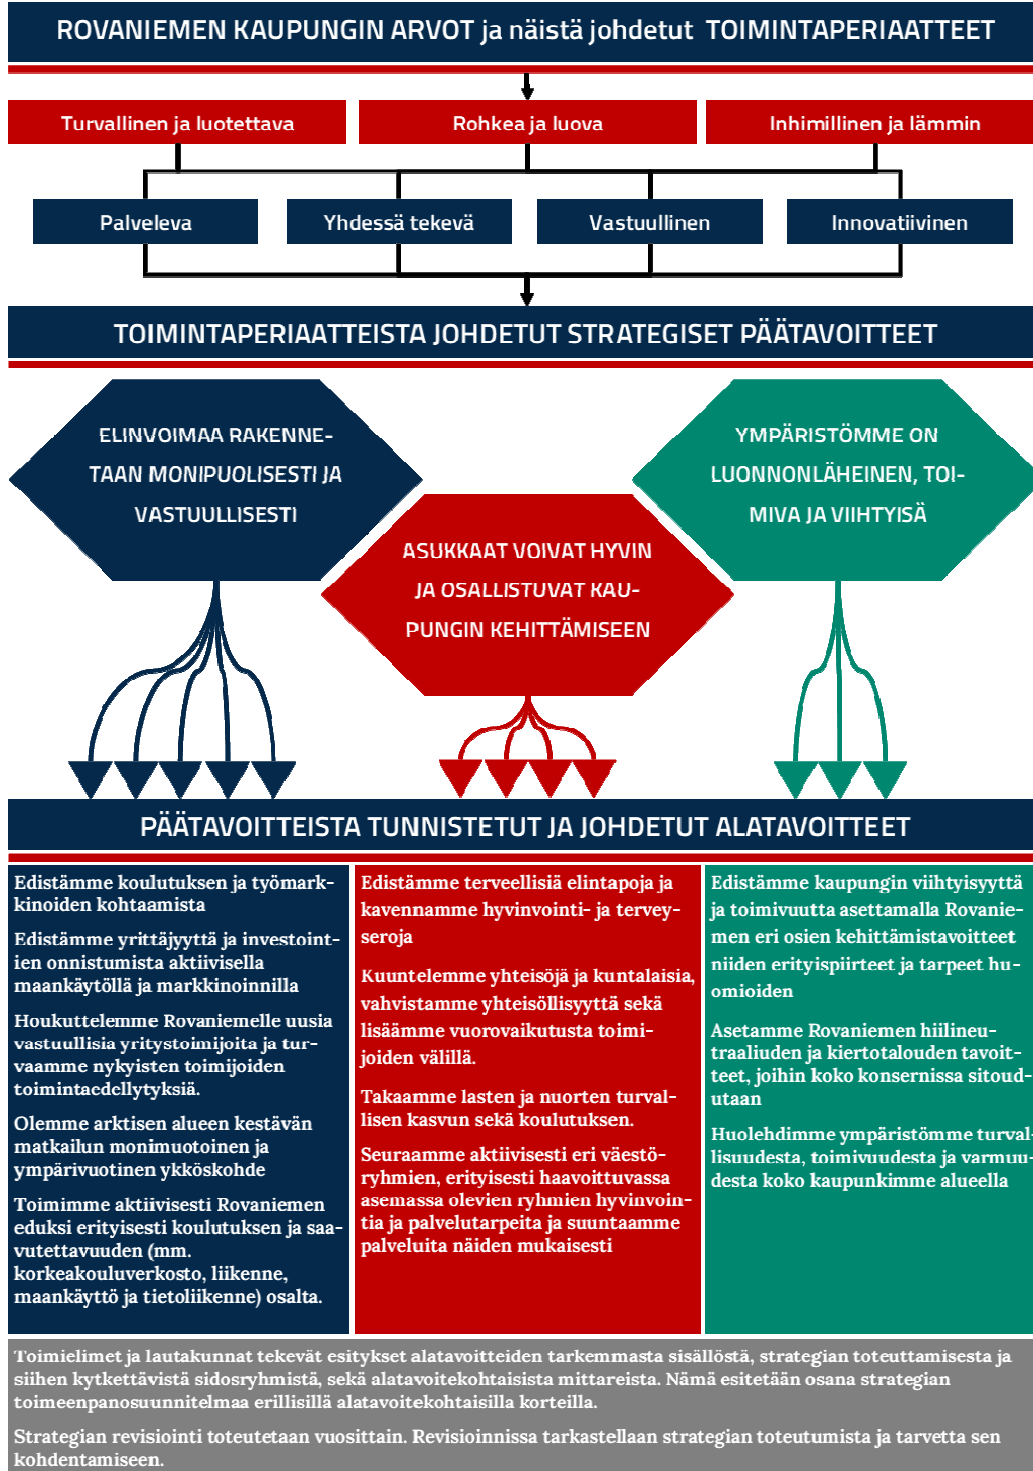 ROVANIEMEN KAUPUNGIN ARVOT ja näistä johdetut TOIMINTAPERIAATTEET
Turvallinen ja luotettava
Rohkea ja luova
Inhimillinen ja lämmin
Palveleva
Yhdessä tekevä
Vastuullinen
Innovatiivinen
TOIMINTAPERIAATTEISTA JOHDETUT STRATEGISET PÄÄTAVOITTEET
ELINVOIMAA RAKENNE-
TAAN MONIPUOLISESTI JA
VASTUULLISESTI
ASUKKAAT VOIVAT HYVIN
JA OSALLISTUVAT KAU-
PUNGIN KEHITTÄMISEEN
YMPÄRISTÖMME ON
LUONNONLÄHEINEN, TOI-
MIVA JA VIIHTYISÄ
PÄÄTAVOITTEISTA TUNNISTETUT JA JOHDETUT ALATAVOITTEET
Edistämme koulutuksen ja työmark-
kinoiden kohtaamista
Edistämme yrittäjyyttä ja investoint-
ien onnistumista aktiivisella
maankäytöllä ja markkinoinnilla
Houkuttelemme Rovaniemelle uusia
vastuullisia yritystoimijoita ja tur-
vaamme nykyisten toimijoiden
toimintaedellytyksiä.
Olemme arktisen alueen kestävän
matkailun monimuotoinen ja
ympärivuotinen ykköskohde
Toimimme aktiivisesti Rovaniemen
eduksi erityisesti koulutuksen ja saa-
vutettavuuden (mm.
korkeakouluverkosto, liikenne,
maankäyttö ja tietoliikenne) osalta.
Edistämme terveellisiä elintapoja ja
kavennamme hyvinvointi- ja tervey-
seroja
Kuuntelemme yhteisöjä ja kuntalaisia,
vahvistamme yhteisöllisyyttä sekä
lisäämme vuorovaikutusta toimi-
joiden välillä.
Takaamme lasten ja nuorten turval-
lisen kasvun sekä koulutuksen.
Seuraamme aktiivisesti eri väestö-
ryhmien, erityisesti haavoittuvassa
asemassa olevien ryhmien hyvinvoin-
tia ja palvelutarpeita ja suuntaamme
palveluita näiden mukaisesti
Edistämme kaupungin viihtyisyyttä
ja toimivuutta asettamalla Rovanie-
men eri osien kehittämistavoitteet
niiden erityispiirteet ja tarpeet hu-
omioiden
Asetamme Rovaniemen hiilineu-
traaliuden ja kiertotalouden tavoit-
teet, joihin koko konsernissa sitoud-
utaan
Huolehdimme ympäristömme turval-
lisuudesta, toimivuudesta ja varmuu-
desta koko kaupunkimme alueella
Toimielimet ja lautakunnat tekevät esitykset alatavoitteiden tarkemmasta sisällöstä, strategian toteuttamisesta ja
siihen kytkettävistä sidosryhmistä, sekä alatavoitekohtaisista mittareista. Nämä esitetään osana strategian
toimeenpanosuunnitelmaa erillisillä alatavoitekohtaisilla korteilla.
Strategian revisiointi toteutetaan vuosittain. Revisioinnissa tarkastellaan strategian toteutumista ja tarvetta sen
kohdentamiseen.